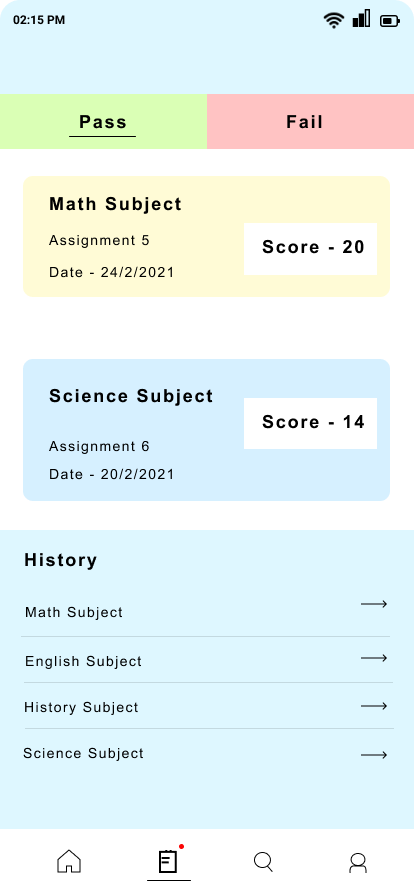 02:15 PM
Pass
Fail
Math Subject
Assignment 5
Score - 20
Date - 24/2/2021
Science Subject
Score - 14
Assignment 6
Date - 20/2/2021
History
Math Subject
English Subject
History Subject
Science Subject